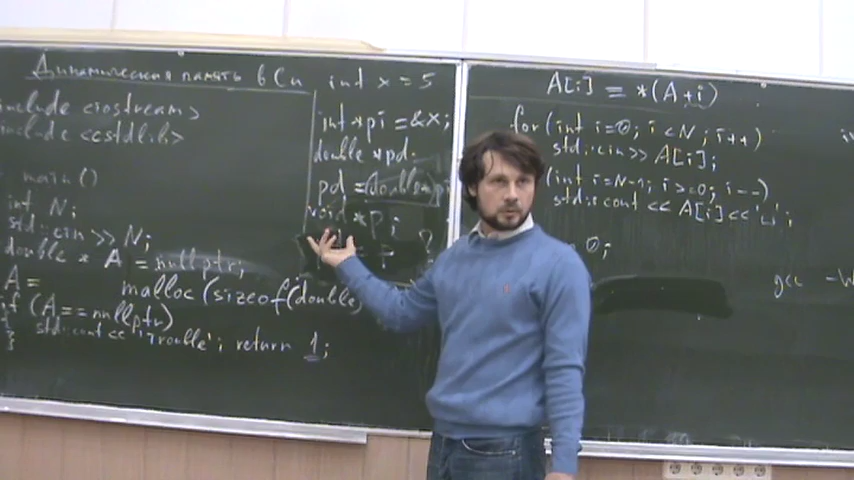 Динамическая память в Си
include <iostream>
include <cstdlib>
main()
int N;
std::cin >> N;
double * A = nullptr;
A =
malloc(sizeof(double)
if (A==nullptr)
{
std::cout << "Trouble"; return 1;
}
int x = 5
int *pi = &x;
double *pd
pd = (double*)pi
void *p;
?
A[i] ≡ *(A+i)
for(int i=0; i<N; i++)
std::cin >> A[i];
(int i=N-1; i>=0; i--)
std::cout << A[i] << '␣';
0;
gcc -W